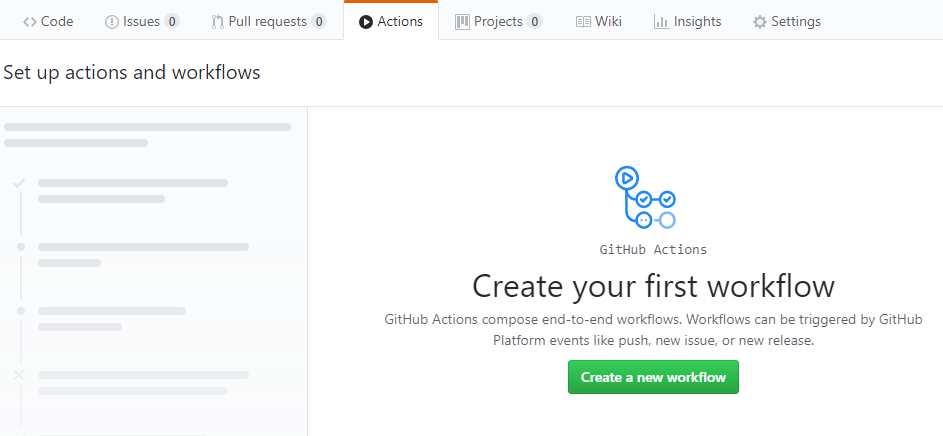 Code Issues 0 Pull requests 0 Actions Projects 0 Wiki Insights Settings
Set up actions and workflows
GitHub Actions
Create your first workflow
GitHub Actions compose end-to-end workflows. Workflows can be triggered by GitHub
Platform events like push, new issue, or new release.
Create a new workflow